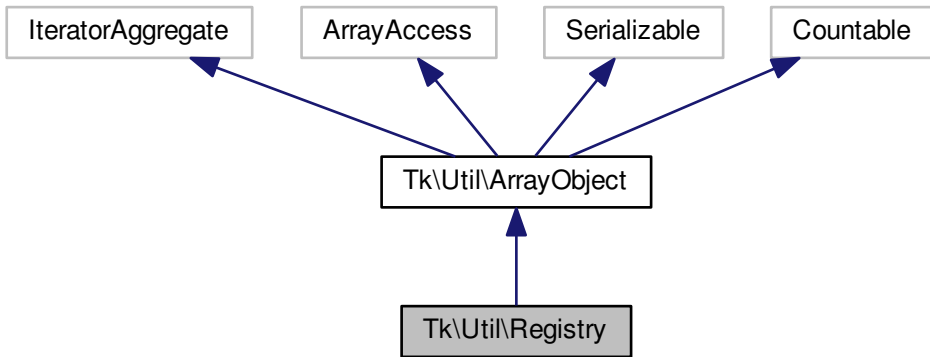 IteratorAggregate
ArrayAccess
Serializable
Countable
Tk\Util\ArrayObject
Tk\Util\Registry